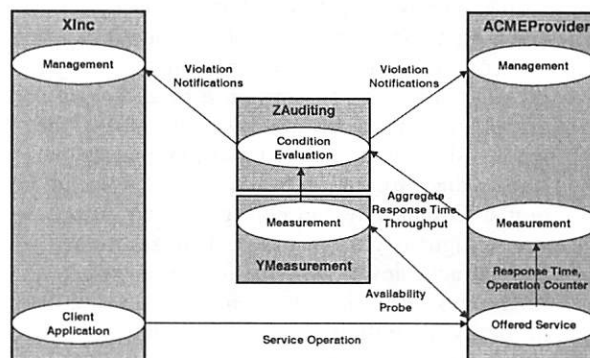 XInc
ACMEProvider
Management
Violation
Notifications
Violation
Notifications
Management
ZAuditing
Condition
Evaluation
Aggregate
Response Time
Throughput
Measurement
Measurement
YMeasurement
Response Time,
Operation Counter
Availability
Probe
Client
Application
Offered Service
Service Operation